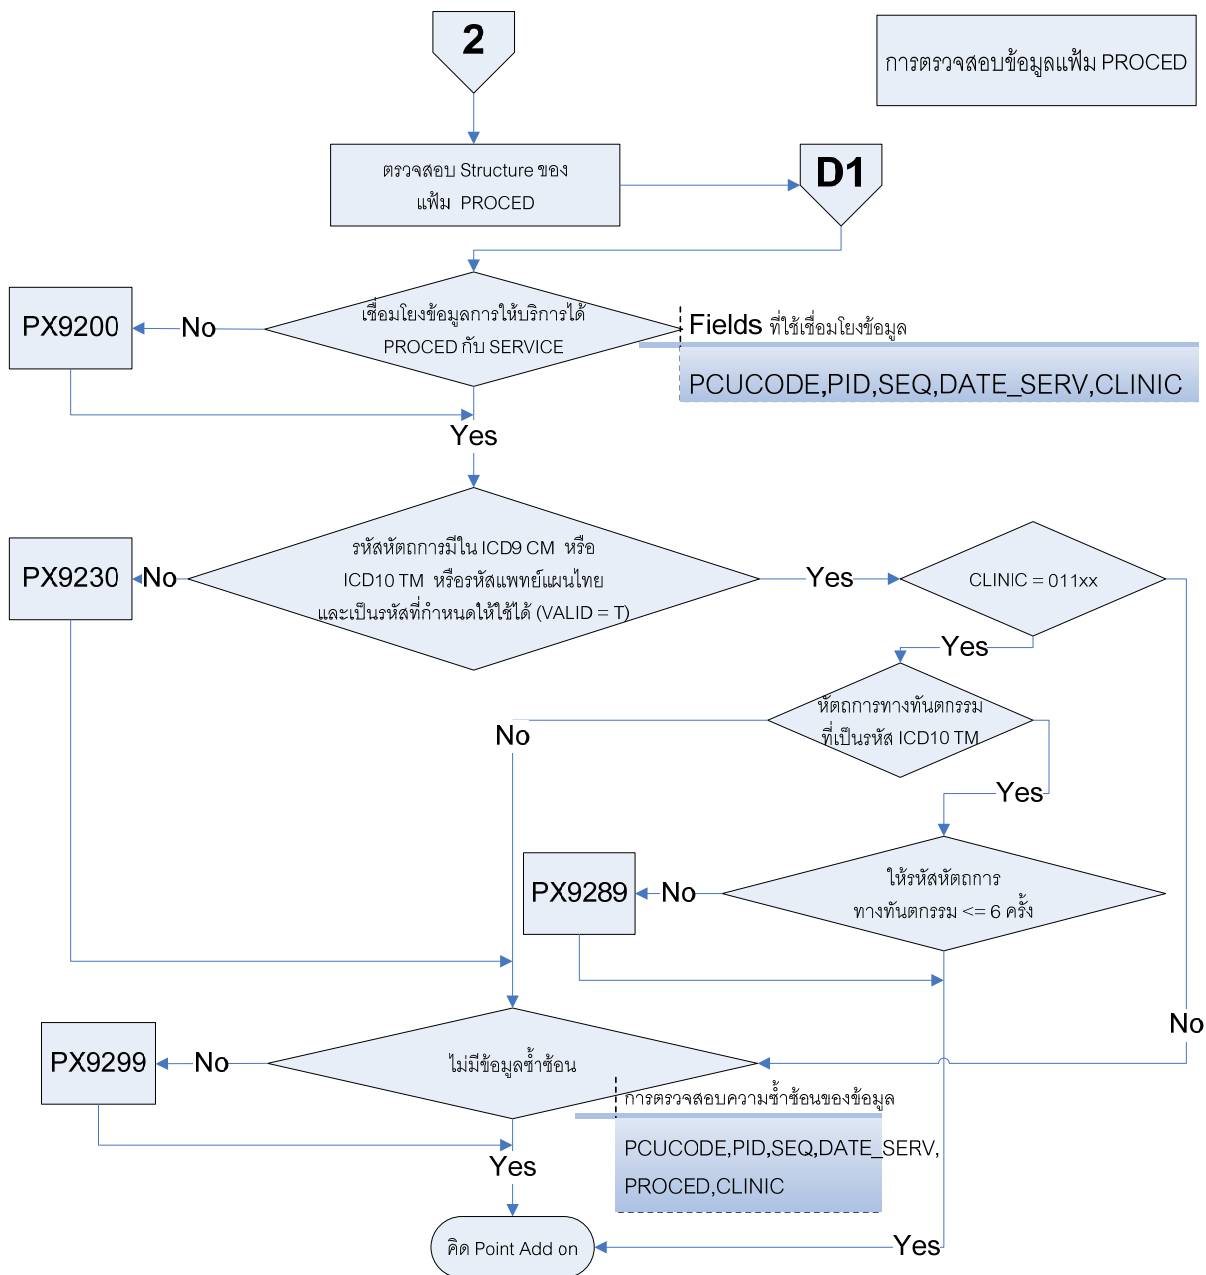 2
การตรวจสอบข้อมูลแฟ้ม PROCED
ตรวจสอบ Structure ของ
แฟ้ม PROCED
D1
เชื่อมโยงข้อมูลการให้บริการได้
PROCED กับ SERVICE
No
PX9200
Fields ที่ใช้เชื่อมโยงข้อมูล
PCUCODE,PID,SEQ,DATE_SERV,CLINIC
Yes
รหัสหัตถการมีใน ICD9 CM หรือ
ICD10 TM หรือรหัสแพทย์แผนไทย
และเป็นรหัสที่กำหนดให้ใช้ได้ (VALID = T)
No
PX9230
Yes
CLINIC = 011xx
Yes
หัตถการทางทันตกรรม
ที่เป็นรหัส ICD10 TM
No
Yes
ให้รหัสหัตถการ
ทางทันตกรรม <= 6 ครั้ง
No
PX9289
No
ไม่มีข้อมูลซ้ำซ้อน
No
PX9299
การตรวจสอบความซ้ำซ้อนของข้อมูล
PCUCODE,PID,SEQ,DATE_SERV,
PROCED,CLINIC
Yes
คิด Point Add on
Yes